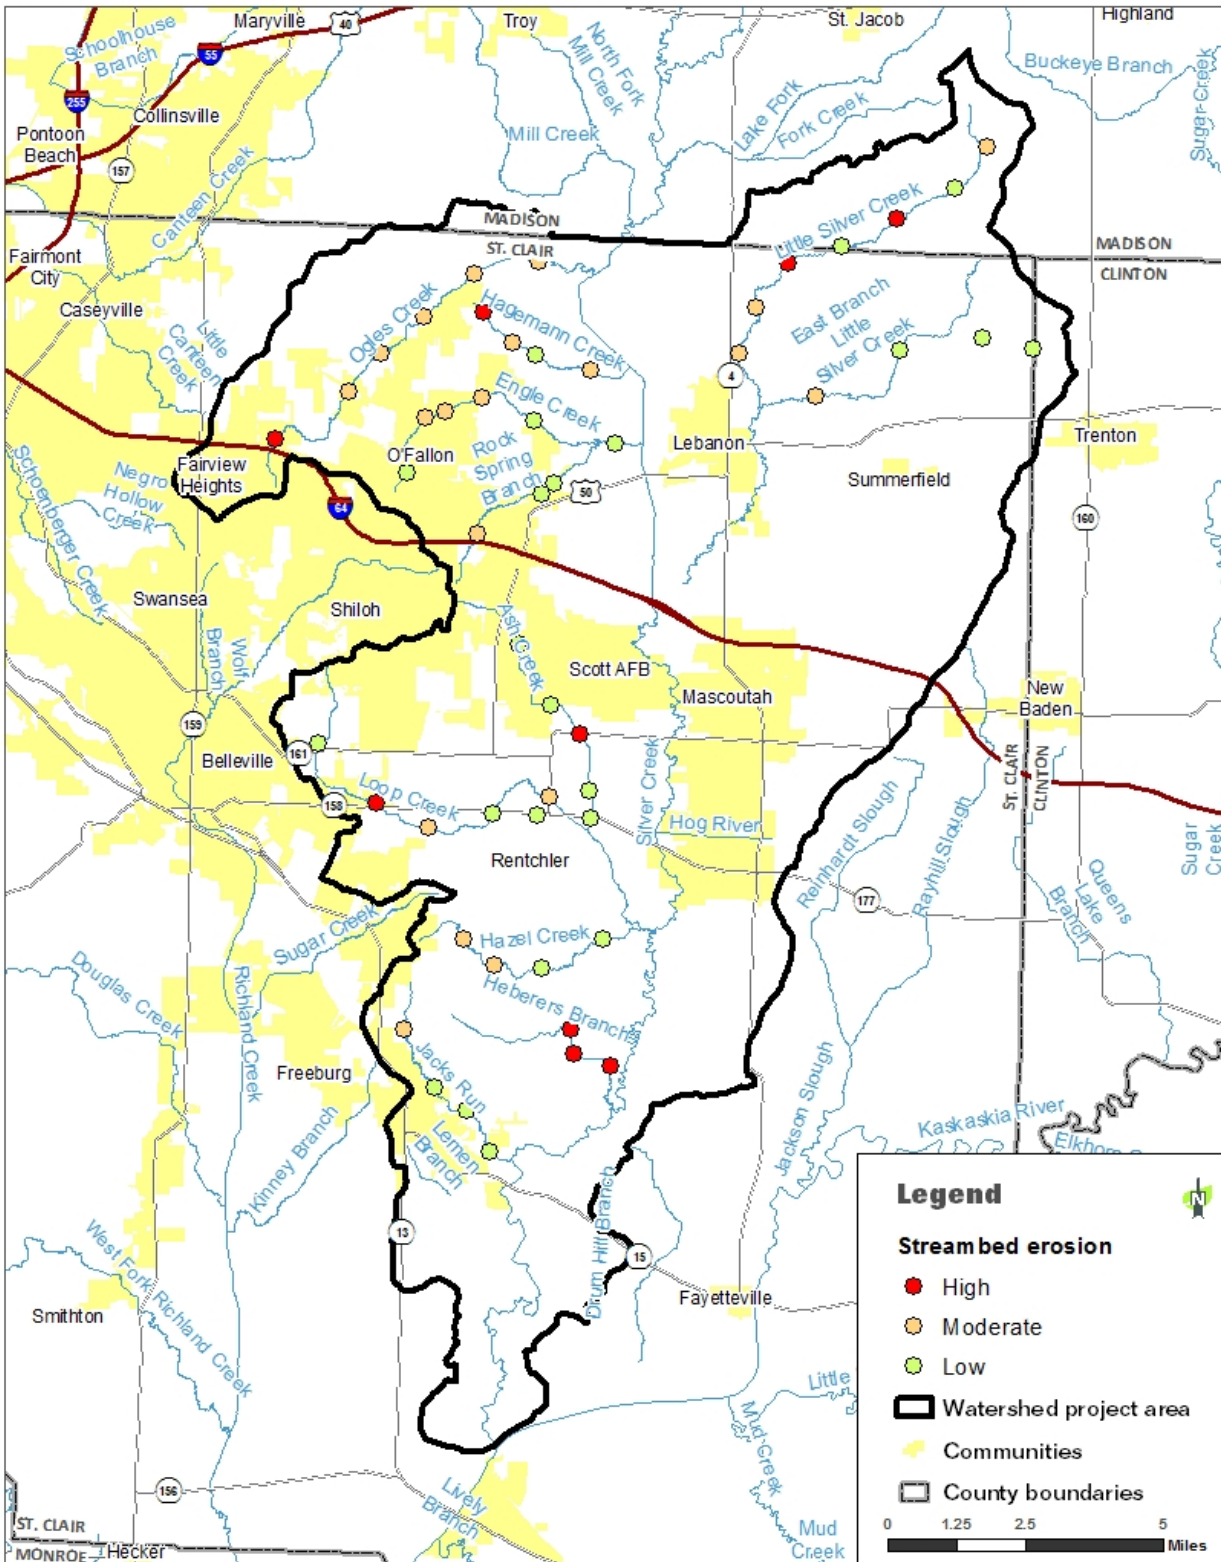 Maryville
40
Troy
St. Jacob
Highland
Schoolhouse
Branch
55
North Fork
Mill Creek
Buckeye Branch
Sugar Creek
255
Collinsville
Lake Fork
Fork Creek
Pontoon
Beach
157
Mill Creek
Canteen Creek
MADISON
ST. CLAIR
Little Silver Creek
MADISON
CLINTON
Fairmont
City
Caseyville
Little
Canteen
Creek
Ogles Creek
Hagemann Creek
East Branch
Little
Silver Creek
4
Engle Creek
O'Fallon
Rock
Spring
Branch
Lebanon
Trenton
Fairview
Heights
Negro
Hollow
Creek
Schoenberger Creek
64
50
Summerfield
160
Swansea
Shiloh
Wolf
Branch
Ash Creek
Scott AFB
Mascoutah
New
Baden
159
161
Belleville
158
Loop Creek
Silver Creek
Hog River
ST. CLAIR
CLINTON
Rentchler
Reinhardt Slough
Rayhill Slough
177
Queens
Lake
Branch
Sugar
Creek
Sugar Creek
Hazel Creek
Heberers Branch
Douglas Creek
Richland Creek
Freeburg
Jacks Run
Lemen
Branch
Kinney Branch
Jackson Slough
Kaskaskia River
13
Drum Hill Branch
15
Fayetteville
West Fork Richland Creek
Smithton
Little
Mud Creek
Mud
Creek
156
Lively
Branch
ST. CLAIR
MONROE
Hecker
Legend
N
Streambed erosion
High
Moderate
Low
Watershed project area
Communities
County boundaries
0 1.25 2.5 5
Miles